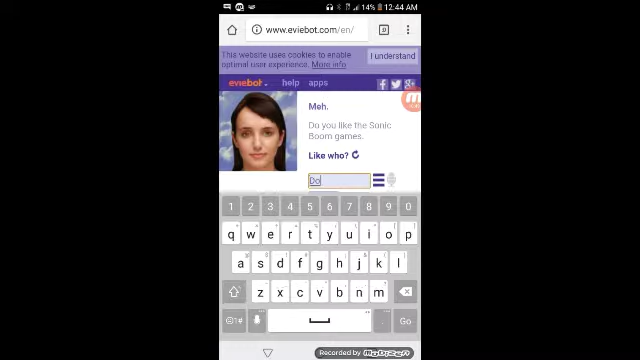 14% 12:44 AM
www.eviebot.com/en/
D
This website uses cookies to enable
optimal user experience. More info
I understand
eviebot
help
apps
Meh.
Do you like the Sonic
Boom games.
Like who?
Do
1 2 3 4 5 6 7 8 9 0
q w e r t y u i o p
a s d f g h j k l
z x c v b n m
1# . Go
Recorded by MOBIZEN